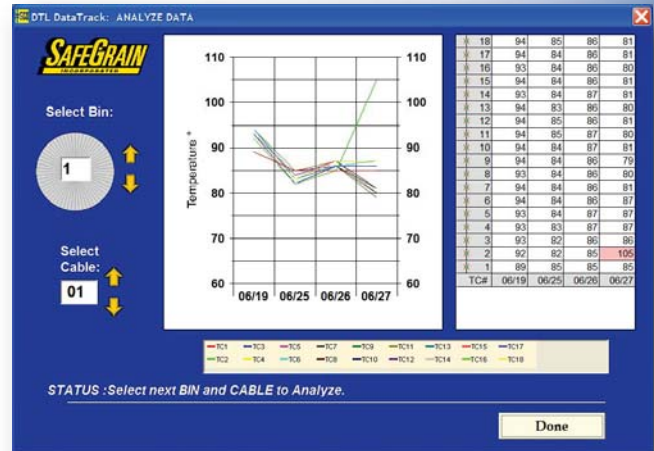 DTL DataTrack: ANALYZE DATA
SAFEGRAIN
INCORPORATED
Select Bin:
1
Select
Cable:
01
Temperature °
110
100
90
80
70
60
110
100
90
80
70
60
06/19 06/25 06/26 06/27
18 94 85 86 81
17 94 84 86 81
16 93 84 86 80
15 94 84 86 81
14 93 84 87 81
13 94 83 86 80
12 94 85 86 81
11 94 85 87 80
10 94 84 87 81
9 94 84 86 79
8 93 84 86 80
7 94 84 86 81
6 94 84 86 87
5 93 84 87 87
4 93 83 87 87
3 93 82 86 86
2 92 82 85 105
1 89 85 85 85
TC# 06/19 06/25 06/26 06/27
TC1 TC3 TC5 TC7 TC9 TC11 TC13 TC15 TC17
TC2 TC4 TC6 TC8 TC10 TC12 TC14 TC16 TC18
STATUS :Select next BIN and CABLE to Analyze.
Done